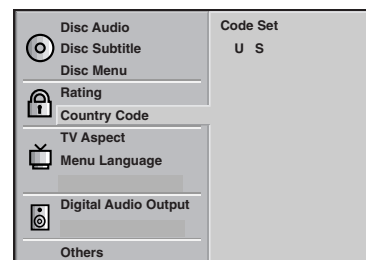 Disc Audio
Disc Subtitle
Disc Menu
Rating
Country Code
TV Aspect
Menu Language
Digital Audio Output
Others
Code Set
U S